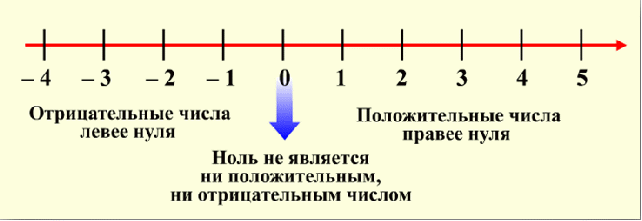 – 4 – 3 – 2 – 1 0 1 2 3 4 5
Отрицательные числа
левее нуля
Положительные числа
правее нуля
Ноль не является
ни положительным,
ни отрицательным числом